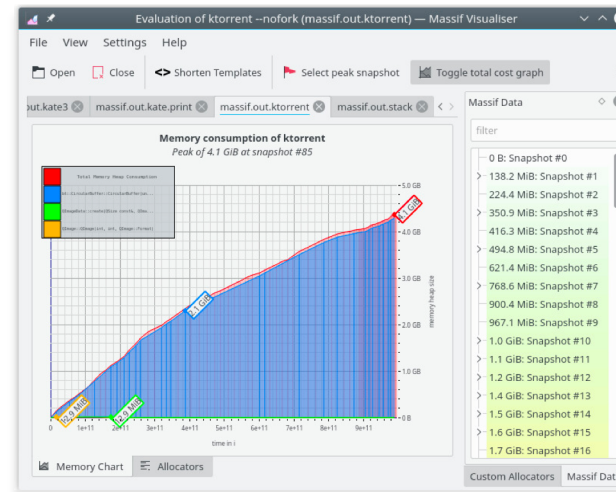 Evaluation of ktorrent --nofork (massif.out.ktorrent) — Massif Visualiser
File View Settings Help
Open Close <> Shorten Templates Select peak snapshot Toggle total cost graph
out.kate3 massif.out.kate.print massif.out.ktorrent massif.out.stack
Massif Data
filter
Memory consumption of ktorrent
Peak of 4.1 GiB at snapshot #85
Total Memory Heap Consumption
5.0 GB
4.0 GB
3.0 GB
2.0 GB
1.0 GB
0 B
memory heap size
4.1 GiB
2.1 GiB
12.9 MiB
0 1e+11 2e+11 3e+11 4e+11 5e+11 6e+11 7e+11 8e+11 9e+11
time in i
0 B: Snapshot #0
138.2 MiB: Snapshot #1
224.4 MiB: Snapshot #2
350.9 MiB: Snapshot #3
416.3 MiB: Snapshot #4
494.8 MiB: Snapshot #5
621.4 MiB: Snapshot #6
768.6 MiB: Snapshot #7
900.4 MiB: Snapshot #8
967.1 MiB: Snapshot #9
1.0 GiB: Snapshot #10
1.1 GiB: Snapshot #11
1.2 GiB: Snapshot #12
1.4 GiB: Snapshot #13
1.5 GiB: Snapshot #14
1.6 GiB: Snapshot #15
1.7 GiB: Snapshot #16
Memory Chart Allocators
Custom Allocators Massif Dat